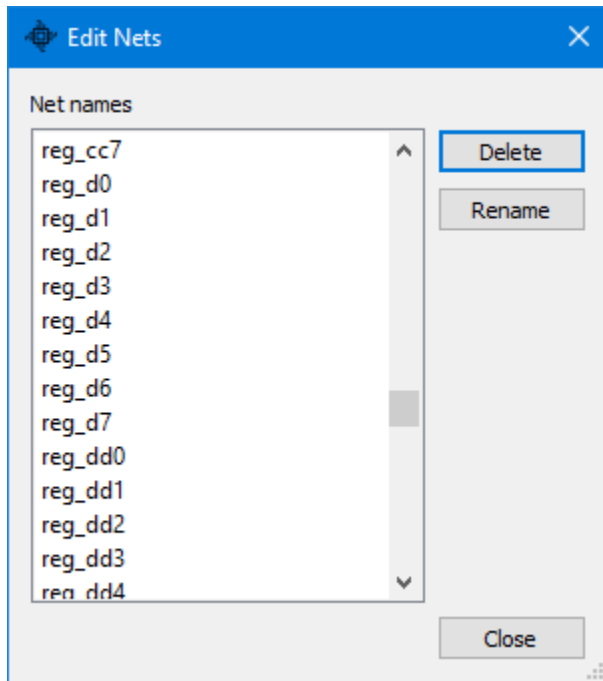 Edit Nets
Net names
reg_cc7
reg_d0
reg_d1
reg_d2
reg_d3
reg_d4
reg_d5
reg_d6
reg_d7
reg_dd0
reg_dd1
reg_dd2
reg_dd3
reg_dd4
Delete
Rename
Close